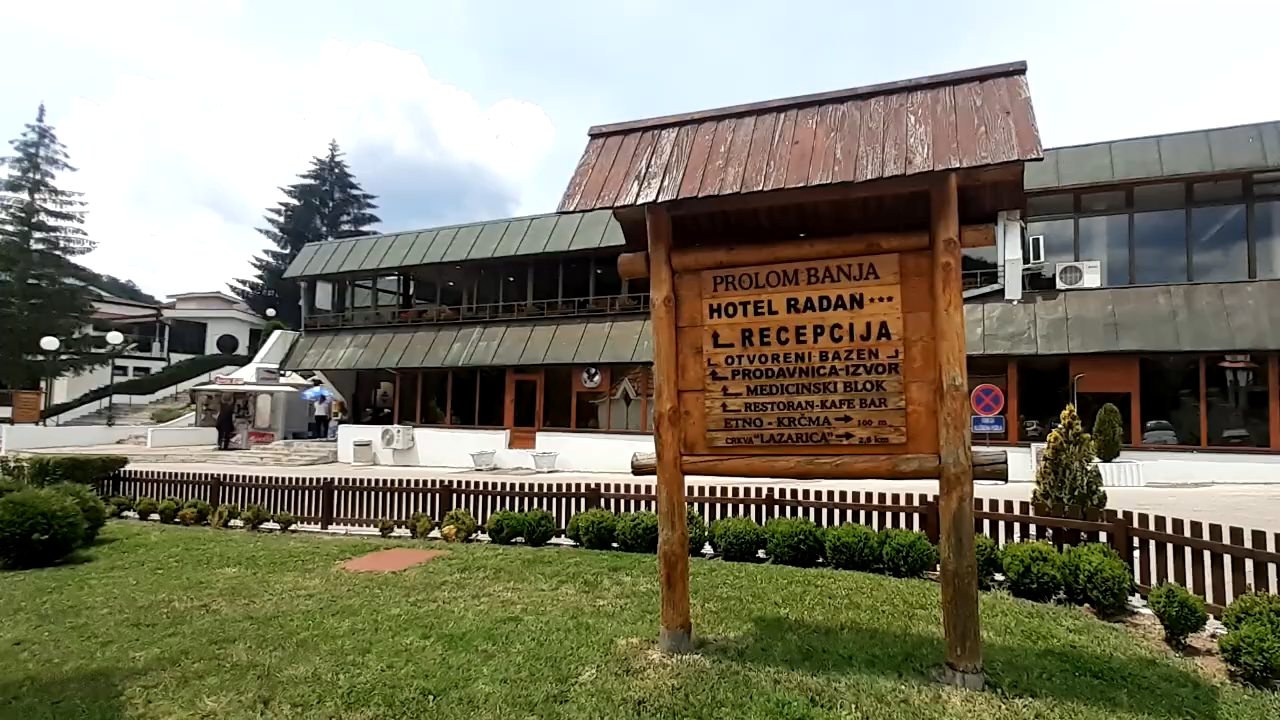 PROLOM BANJA
HOTEL RADAN ***
RECEPCIJA
OTVORENI BAZEN
PRODAVNICA-IZVOR
MEDICINSKI BLOK
RESTORAN-KAFE BAR
ETNO - KRČMA 100 m
CRKVA "LAZARICA" 2,5 km